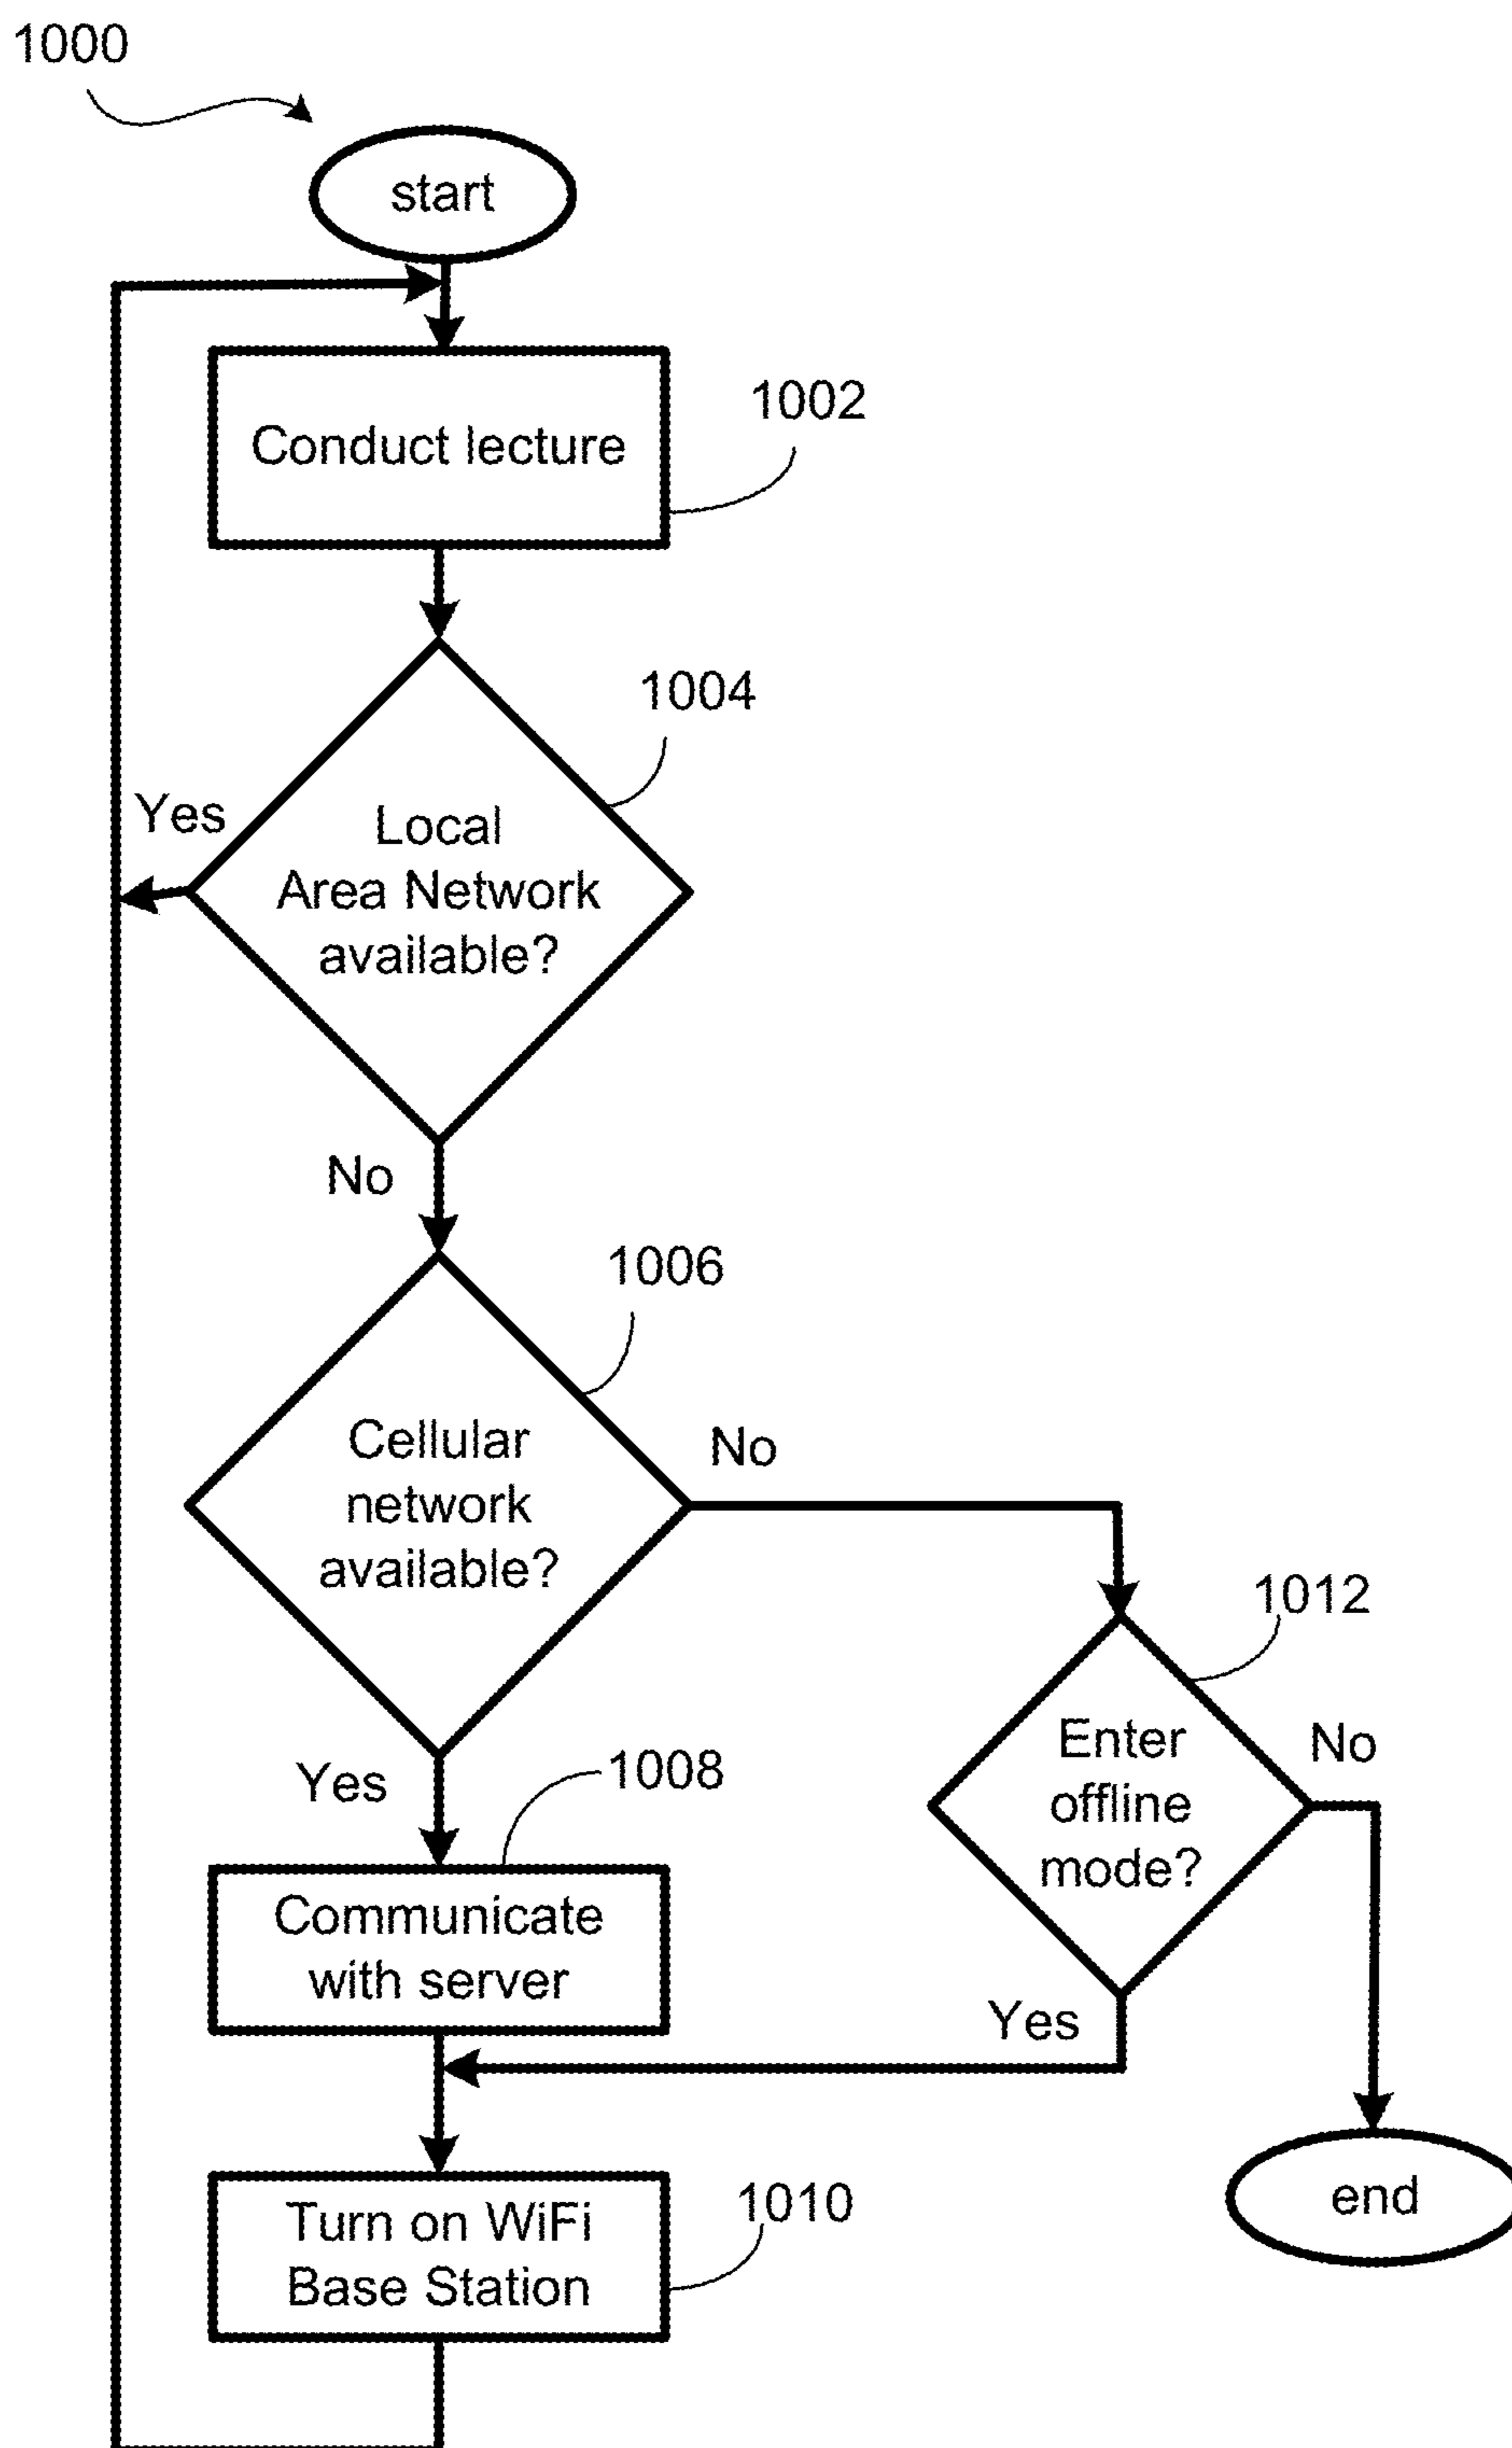 1000
start
Conduct lecture
1002
1004
Yes
Local
Area Network
available?
No
1006
Cellular
network
available?
No
1012
Enter
offline
mode?
No
Yes
1008
Communicate
with server
Yes
Turn on WiFi
Base Station
1010
end